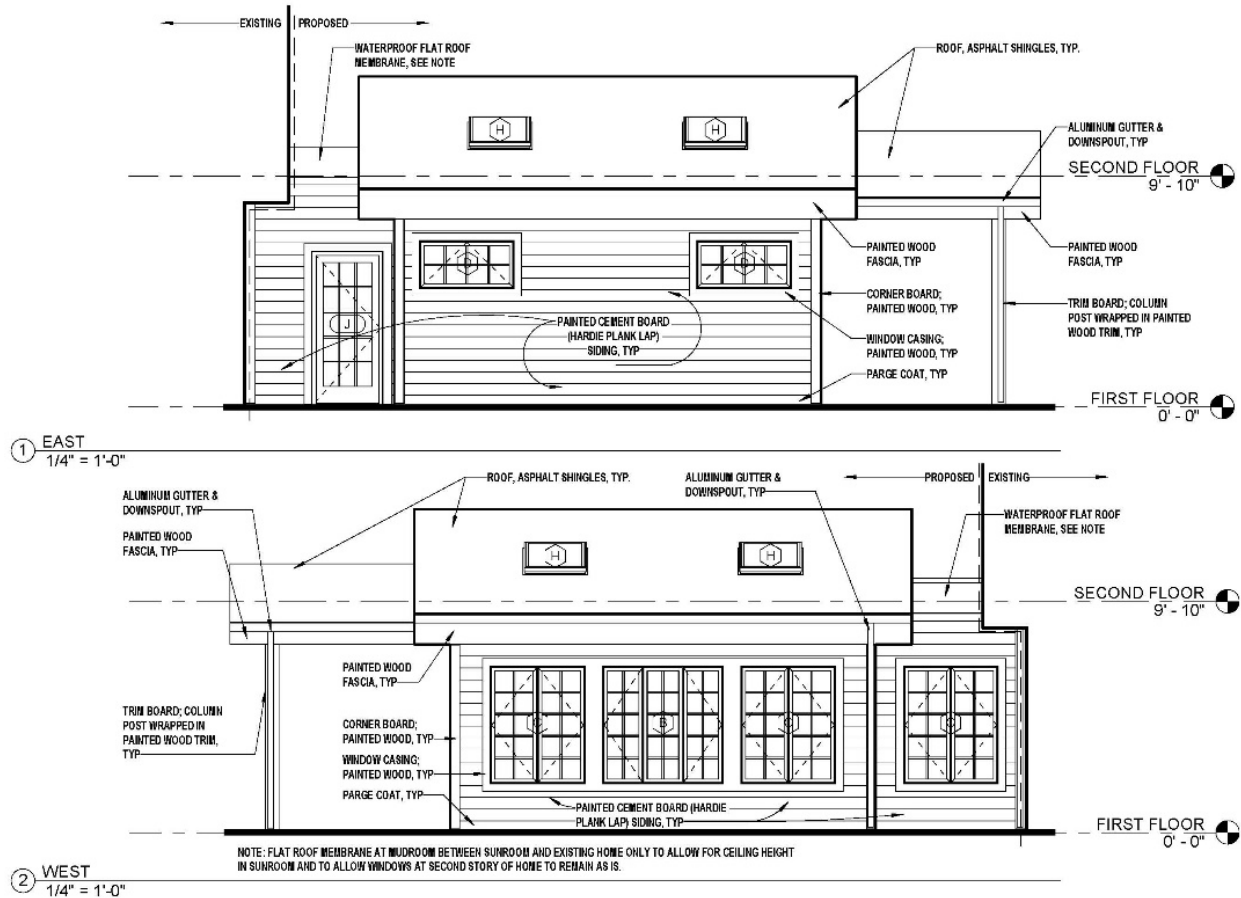 EXISTING PROPOSED
WATERPROOF FLAT ROOF
MEMBRANE, SEE NOTE
ROOF, ASPHALT SHINGLES, TYP.
H
H
ALUMINUM GUTTER &
DOWNSPOUT, TYP
SECOND FLOOR
9' - 10"
PAINTED WOOD
FASCIA, TYP
PAINTED WOOD
FASCIA, TYP
D
D
CORNER BOARD;
PAINTED WOOD, TYP
TRIM BOARD; COLUMN
POST WRAPPED IN PAINTED
WOOD TRIM, TYP
J
PAINTED CEMENT BOARD
(HARDIE PLANK LAP)
SIDING, TYP
WINDOW CASING;
PAINTED WOOD, TYP
PARGE COAT, TYP
FIRST FLOOR
0' - 0"
1 EAST
1/4" = 1'-0"
ROOF, ASPHALT SHINGLES, TYP.
ALUMINUM GUTTER &
DOWNSPOUT, TYP
PROPOSED EXISTING
ALUMINUM GUTTER &
DOWNSPOUT, TYP
WATERPROOF FLAT ROOF
MEMBRANE, SEE NOTE
PAINTED WOOD
FASCIA, TYP
H
H
SECOND FLOOR
9' - 10"
PAINTED WOOD
FASCIA, TYP
TRIM BOARD; COLUMN
POST WRAPPED IN
PAINTED WOOD TRIM,
TYP
CORNER BOARD;
PAINTED WOOD, TYP
C
B
C
WINDOW CASING;
PAINTED WOOD, TYP
PARGE COAT, TYP
PAINTED CEMENT BOARD (HARDIE
PLANK LAP) SIDING, TYP
FIRST FLOOR
0' - 0"
NOTE: FLAT ROOF MEMBRANE AT MUDROOM BETWEEN SUNROOM AND EXISTING HOME ONLY TO ALLOW FOR CEILING HEIGHT
IN SUNROOM AND TO ALLOW WINDOWS AT SECOND STORY OF HOME TO REMAIN AS IS.
2 WEST
1/4" = 1'-0"